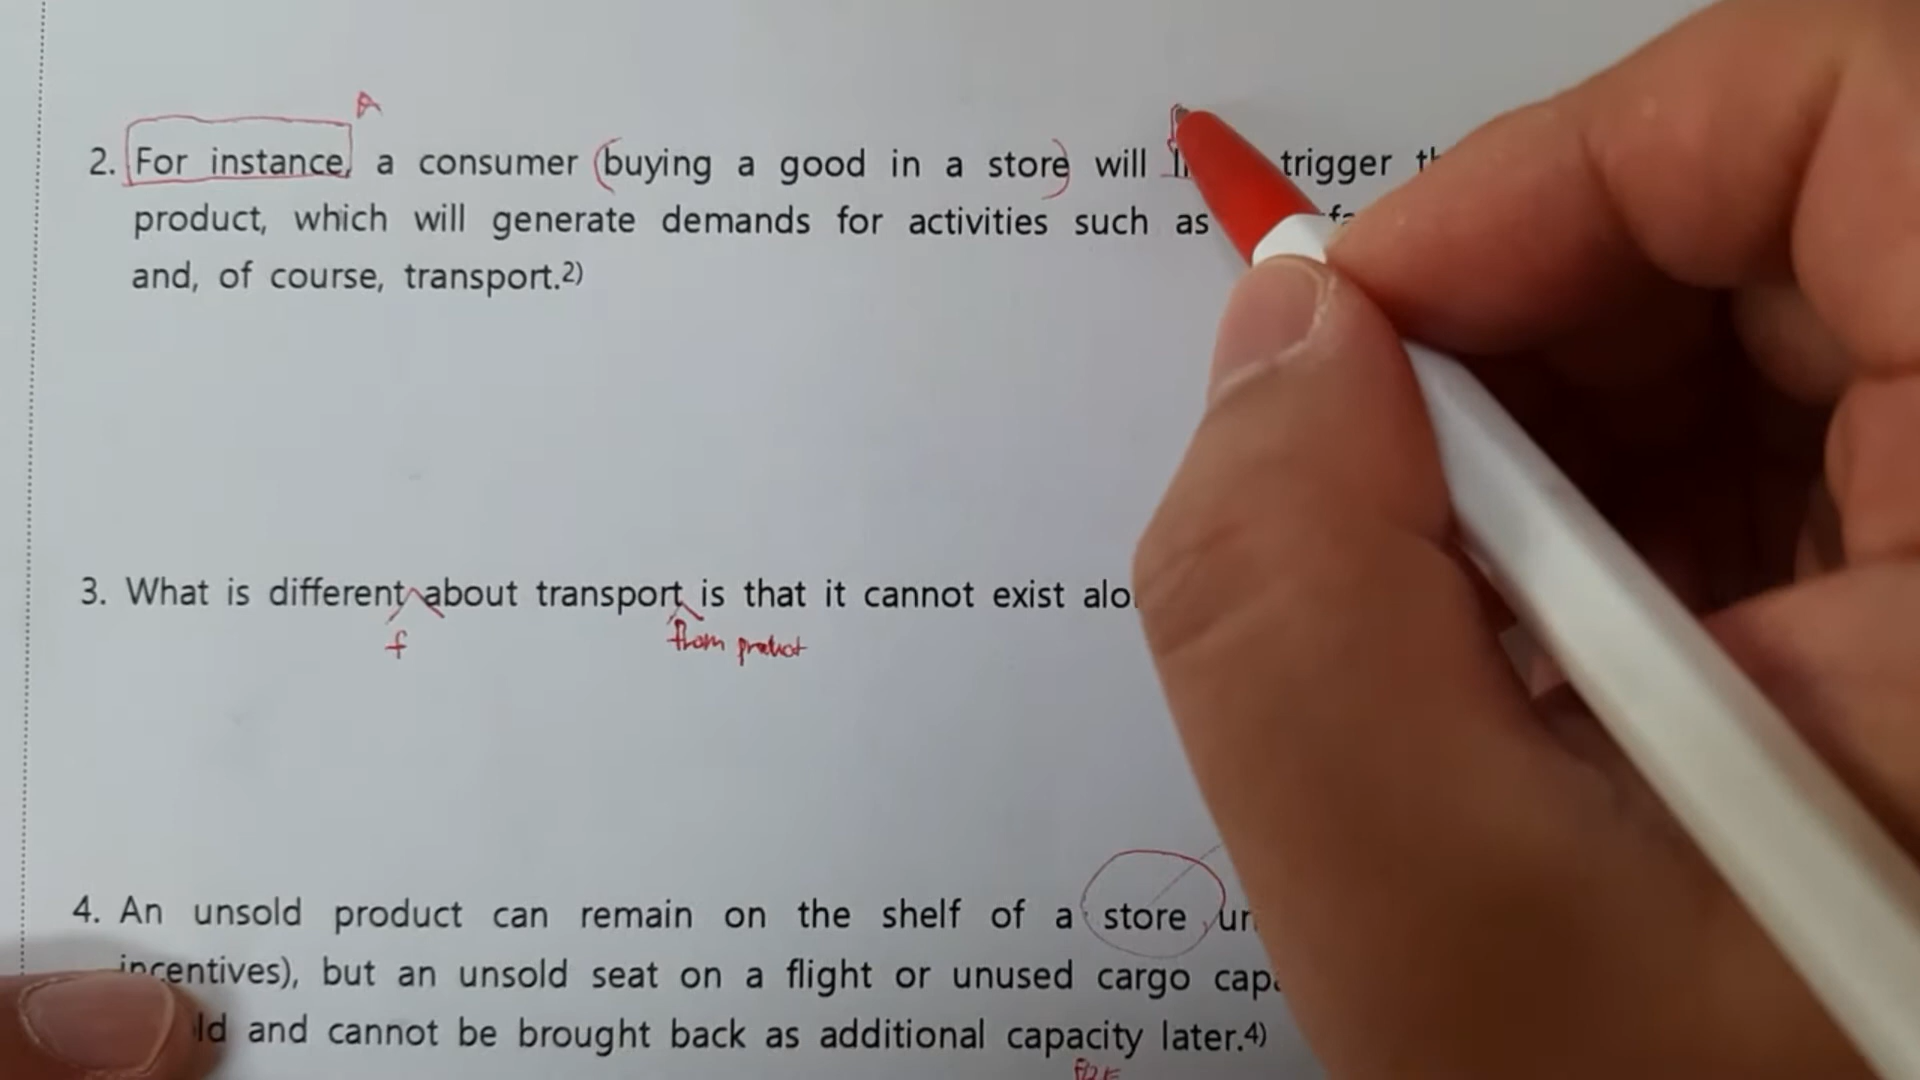 A
2. For instance, a consumer (buying a good in a store) will trigger
product, which will generate demands for activities such as
and, of course, transport.2)
3. What is different about transport is that it cannot exist
f
from product
4. An unsold product can remain on the shelf of a store
incentives), but an unsold seat on a flight or unused cargo
and cannot be brought back as additional capacity later.4)